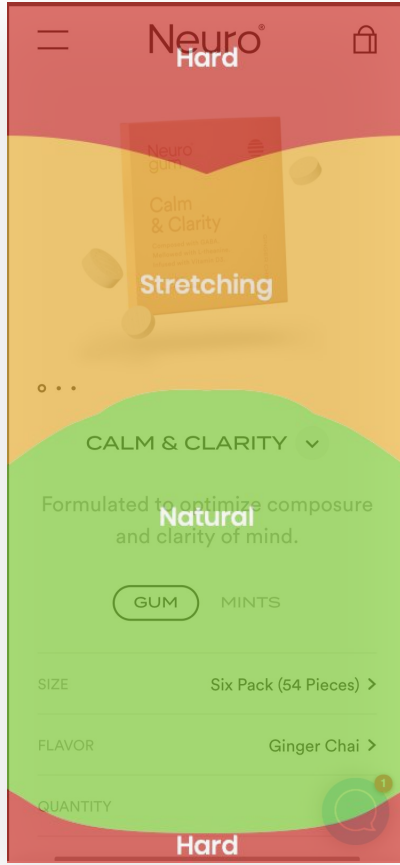 Neuro®
Hard
Neuro
gum
Calm
& Clarity
Stretching
CALM & CLARITY
Formulated to optimize composure
Natural
and clarity of mind.
GUM MINTS
SIZE Six Pack (54 Pieces)
FLAVOR Ginger Chai
1
QUANTITY
Hard